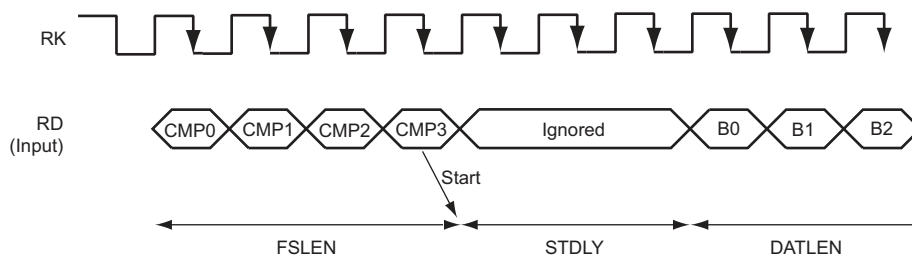 RK
RD
(Input)
CMP0 CMP1 CMP2 CMP3 Ignored B0 B1 B2
Start
FSLEN STDLY DATLEN